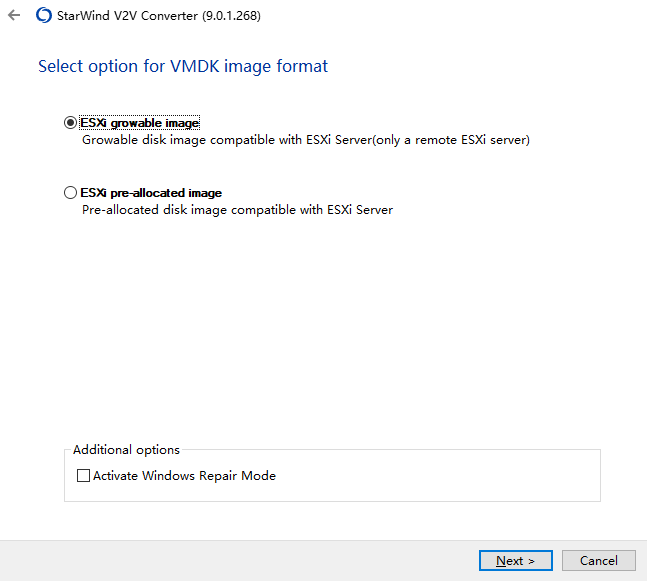 StarWind V2V Converter (9.0.1.268)
Select option for VMDK image format
ESXi growable image
Growable disk image compatible with ESXi Server(only a remote ESXi server)
ESXi pre-allocated image
Pre-allocated disk image compatible with ESXi Server
Additional options
Activate Windows Repair Mode
Next >
Cancel